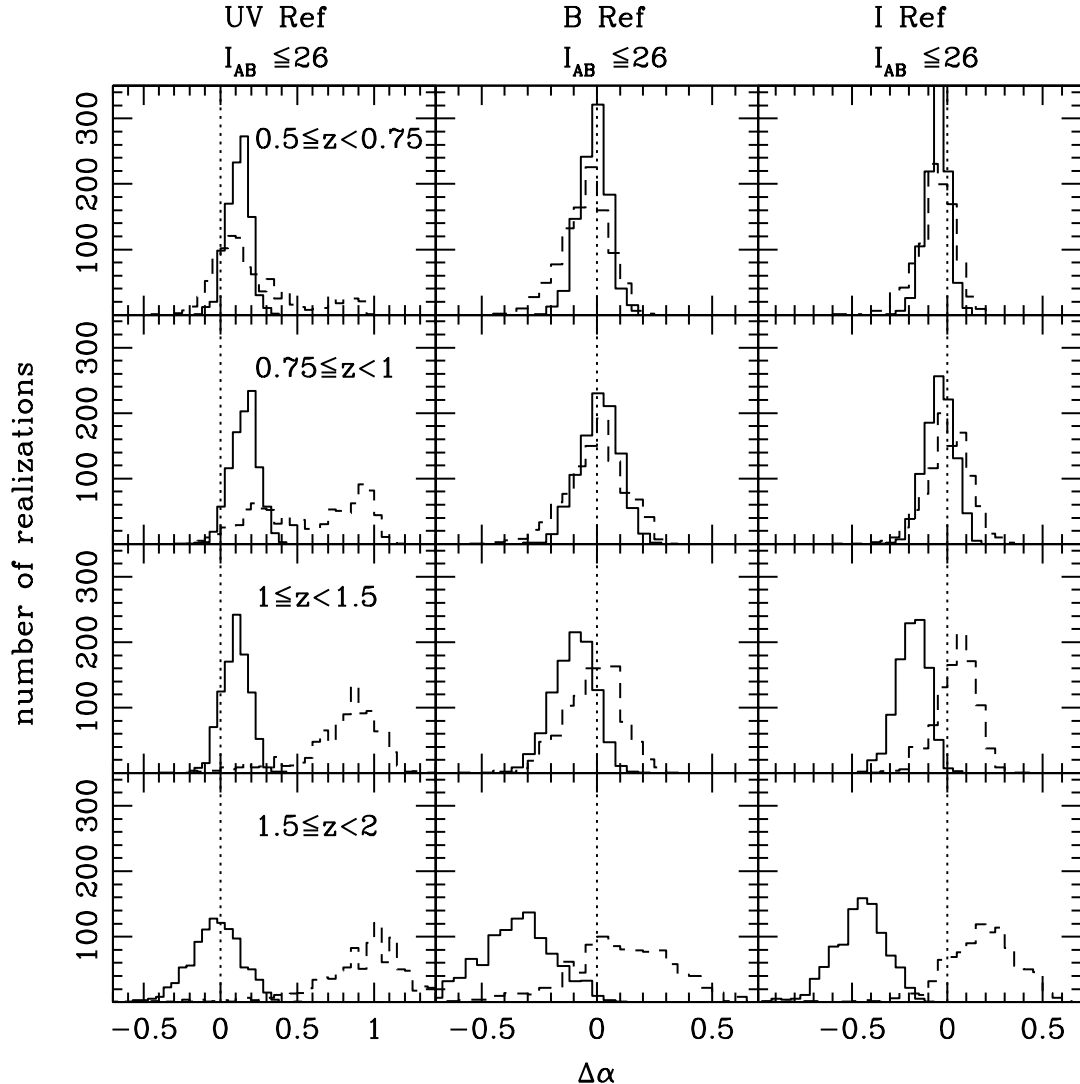 UV Ref B Ref I Ref
I_AB ≦26 I_AB ≦26 I_AB ≦26
number of realizations
300
200
100
0.5≦z<0.75
300
200
100
0.75≦z<1
300
200
100
1≦z<1.5
300
200
100
1.5≦z<2
−0.5 0 0.5 1 −0.5 0 0.5 −0.5 0 0.5
Δα